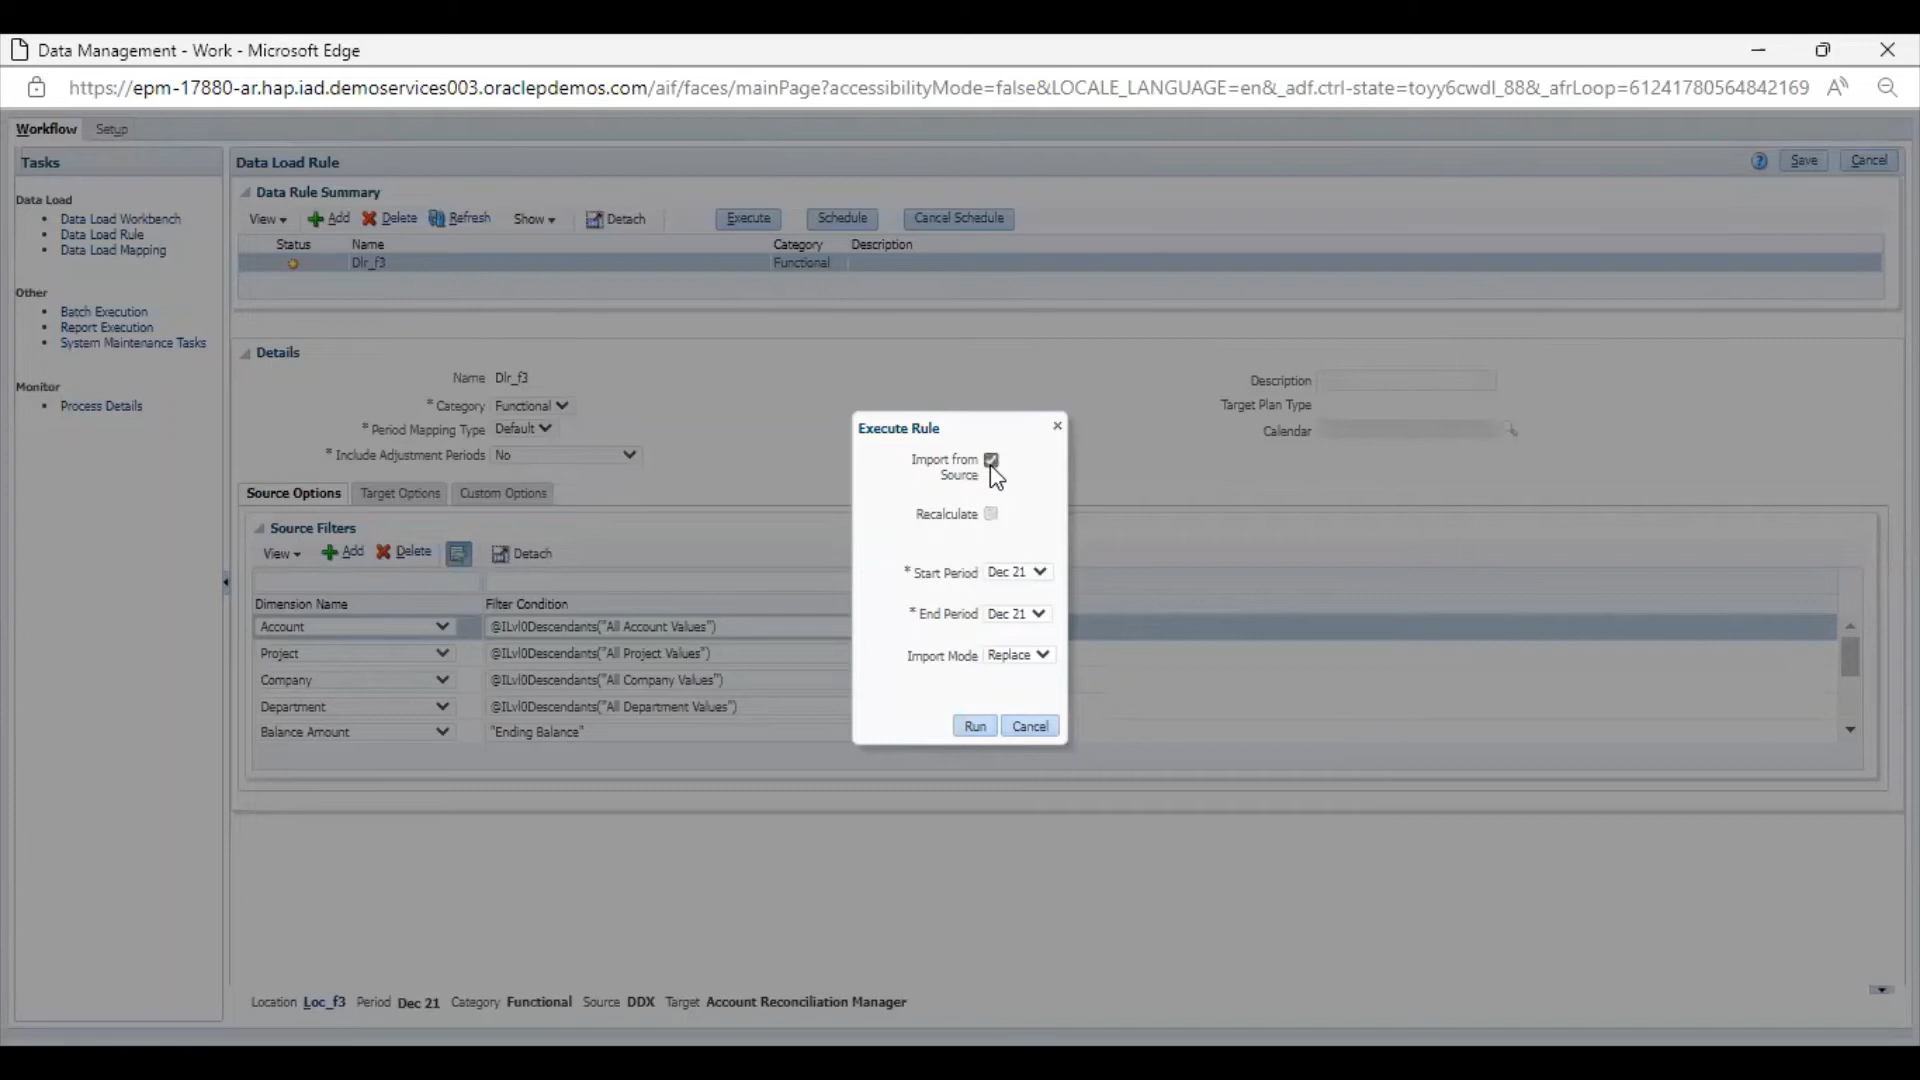 Data Management - Work - Microsoft Edge
https://epm-17880-ar.hap.iad.demoservices003.oraclepdemos.com/aif/faces/mainPage?accessibilityMode=false&LOCALE_LANGUAGE=en&_adf.ctrl-state=toyy6cwdl_88&_afrLoop=61241780564842169
Workflow Setup
Tasks
Data Load
Data Load Workbench
Data Load Rule
Data Load Mapping
Other
Batch Execution
Report Execution
System Maintenance Tasks
Monitor
Process Details
Data Load Rule Save Cancel
Data Rule Summary
View Add Delete Refresh Show Detach Execute Schedule Cancel Schedule
Status Name Category Description
Dlr_f3 Functional
Details
Name Dlr_f3
* Category Functional
* Period Mapping Type Default
* Include Adjustment Periods No
Description
Target Plan Type
Calendar
Source Options Target Options Custom Options
Source Filters
View Add Delete Detach
Dimension Name Filter Condition
Account @ILvl0Descendants("All Account Values")
Project @ILvl0Descendants("All Project Values")
Company @ILvl0Descendants("All Company Values")
Department @ILvl0Descendants("All Department Values")
Balance Amount "Ending Balance"
Execute Rule
Import from
Source
Recalculate
* Start Period Dec 21
* End Period Dec 21
Import Mode Replace
Run Cancel
Location Loc_f3 Period Dec 21 Category Functional Source DDX Target Account Reconciliation Manager